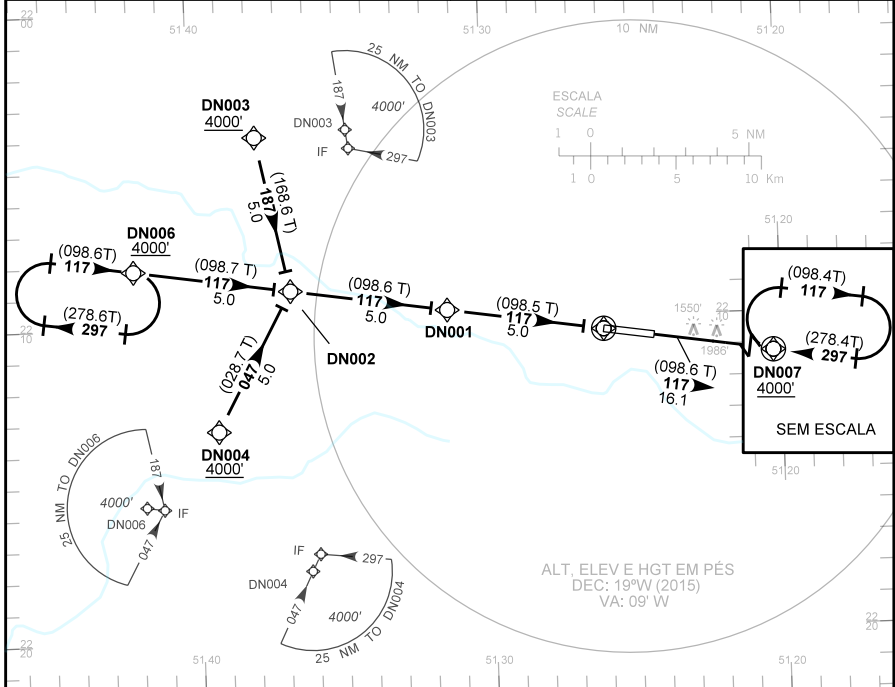 22
00
51 40
51 30
51 20
10 NM
25 NM TO DN003
187
4000'
DN003
IF
297
ESCALA
SCALE
1 0 5 NM
1 0 5 10 Km
DN003
4000'
(168.6 T)
187
5.0
51 20
DN006
4000'
(098.6T)
117
(278.6T)
297
22
10
(098.7 T)
117
5.0
(098.6 T)
117
5.0
DN001
(098.5 T)
117
5.0
DN002
1550'
1986'
22
10
(098.4T)
117
(278.4T)
297
DN007
4000'
(098.6 T)
117
16.1
SEM ESCALA
51 20
(028.7 T)
047
5.0
DN004
4000'
25 NM TO DN006
187
4000'
DN006
IF
047
IF
297
DN004
047
4000'
25 NM TO DN004
ALT, ELEV E HGT EM PÉS
DEC: 19ºW (2015)
VA: 09' W
22
20
22
20
51 40
51 30
51 20